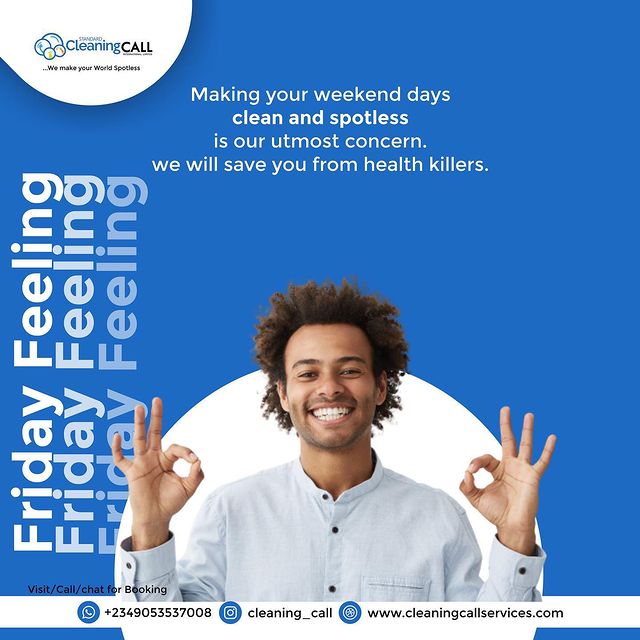 STANDARD
CleaningCALL
INTERNATIONAL LIMITED
...We make your World Spotless
Making your weekend days
clean and spotless
is our utmost concern.
we will save you from health killers.
Friday Feeling
Friday Feeling
Friday Feeling
Visit/Call/chat for Booking
+2349053537008 cleaning_call www.cleaningcallservices.com